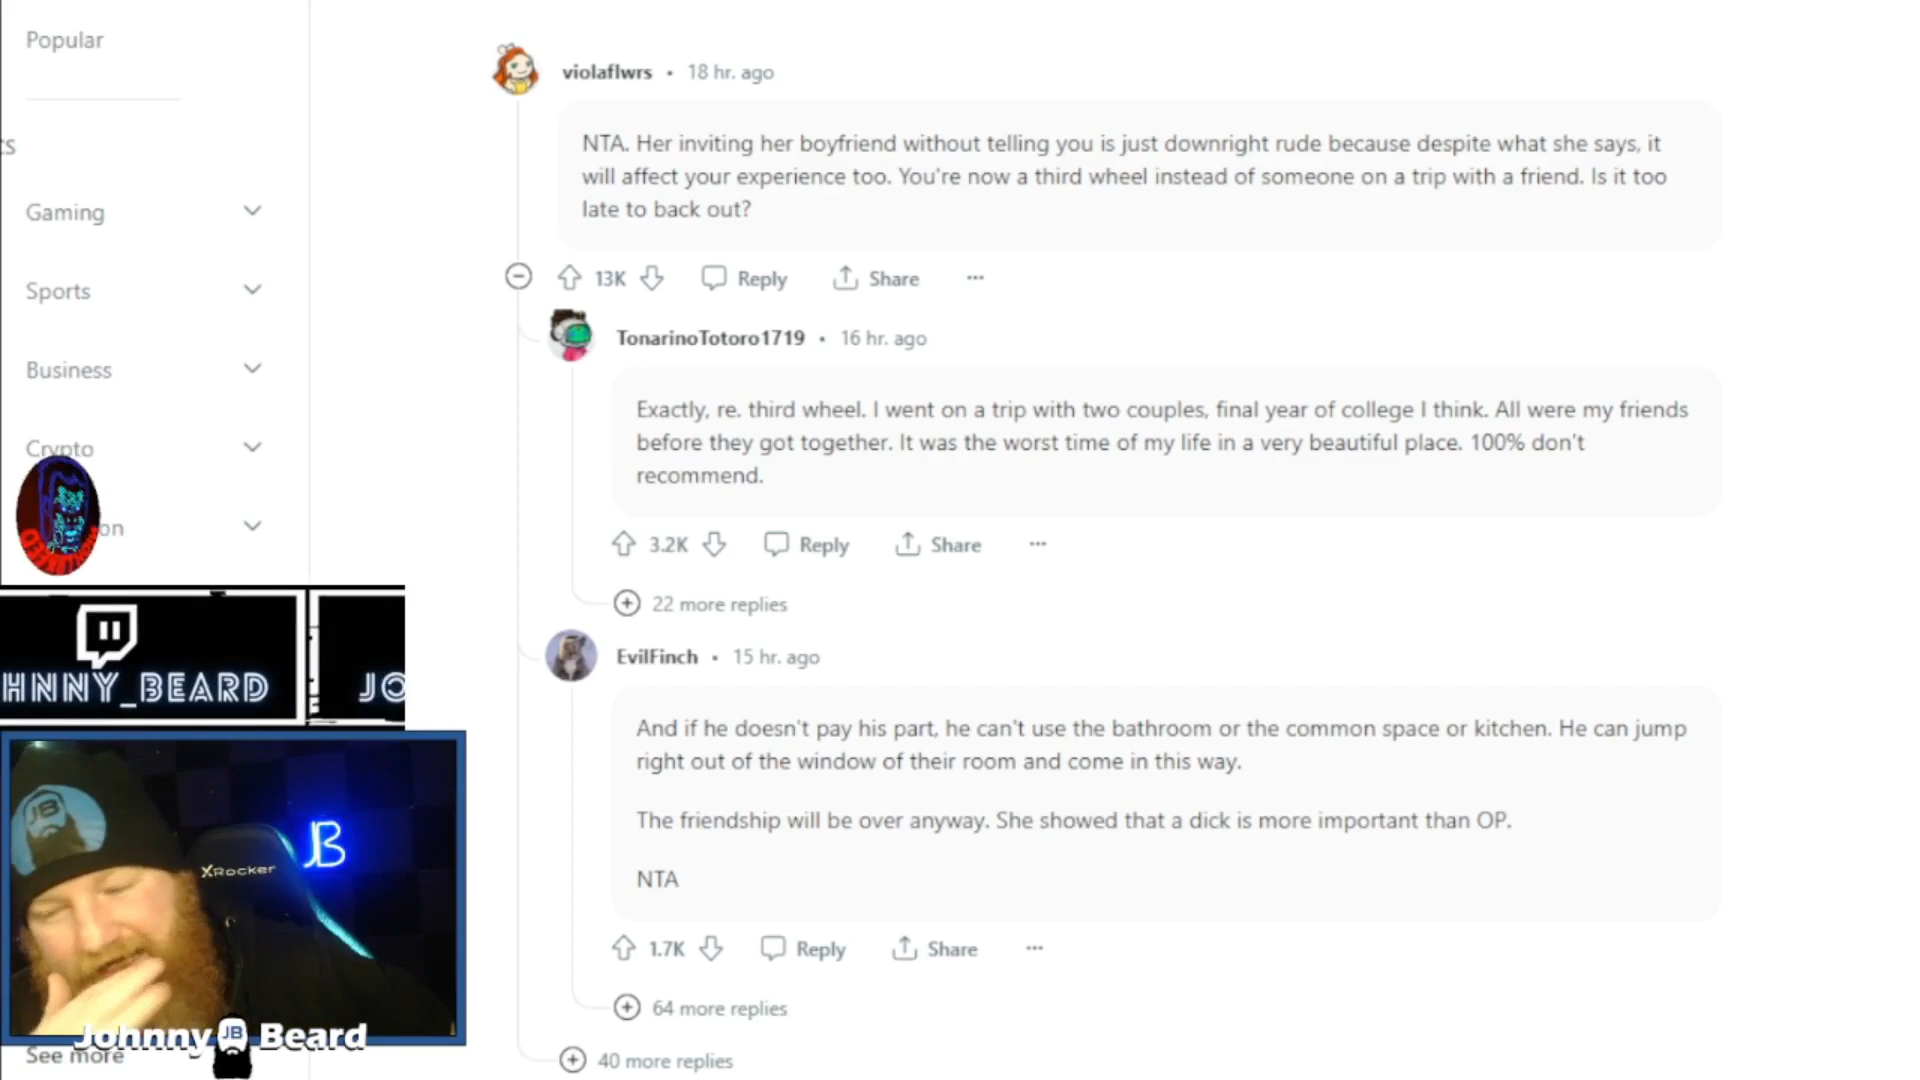 Popular
cs
Gaming
Sports
Business
Crypto
on
See more
violaflwrs • 18 hr. ago
NTA. Her inviting her boyfriend without telling you is just downright rude because despite what she says, it
will affect your experience too. You're now a third wheel instead of someone on a trip with a friend. Is it too
late to back out?
13K Reply Share ...
TonarinoTotoro1719 • 16 hr. ago
Exactly, re. third wheel. I went on a trip with two couples, final year of college I think. All were my friends
before they got together. It was the worst time of my life in a very beautiful place. 100% don't
recommend.
3.2K Reply Share ...
22 more replies
EvilFinch • 15 hr. ago
And if he doesn't pay his part, he can't use the bathroom or the common space or kitchen. He can jump
right out of the window of their room and come in this way.
The friendship will be over anyway. She showed that a dick is more important than OP.
NTA
1.7K Reply Share ...
64 more replies
40 more replies
HNNY_BEARD JO
JB
JB
XRocker
Johnny JB Beard